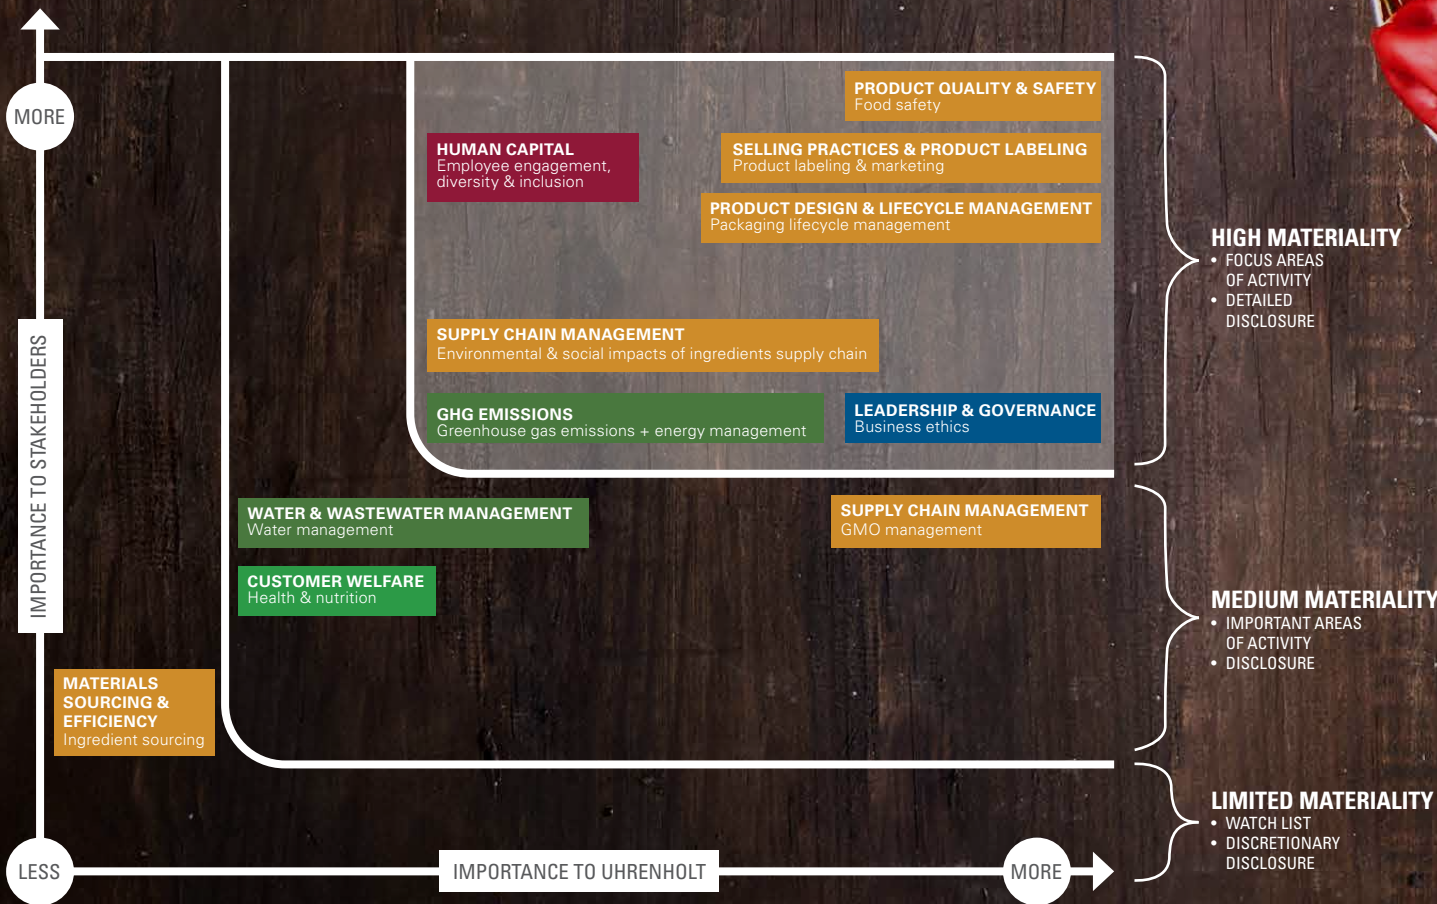 MORE
PRODUCT QUALITY & SAFETY
Food safety
HUMAN CAPITAL
Employee engagement,
diversity & inclusion
SELLING PRACTICES & PRODUCT LABELING
Product labeling & marketing
PRODUCT DESIGN & LIFECYCLE MANAGEMENT
Packaging lifecycle management
HIGH MATERIALITY
• FOCUS AREAS
OF ACTIVITY
• DETAILED
DISCLOSURE
SUPPLY CHAIN MANAGEMENT
Environmental & social impacts of ingredients supply chain
GHG EMISSIONS
Greenhouse gas emissions + energy management
LEADERSHIP & GOVERNANCE
Business ethics
IMPORTANCE TO STAKEHOLDERS
WATER & WASTEWATER MANAGEMENT
Water management
SUPPLY CHAIN MANAGEMENT
GMO management
CUSTOMER WELFARE
Health & nutrition
MEDIUM MATERIALITY
• IMPORTANT AREAS
OF ACTIVITY
• DISCLOSURE
MATERIALS
SOURCING &
EFFICIENCY
Ingredient sourcing
LIMITED MATERIALITY
• WATCH LIST
• DISCRETIONARY
DISCLOSURE
LESS
IMPORTANCE TO UHRENHOLT
MORE